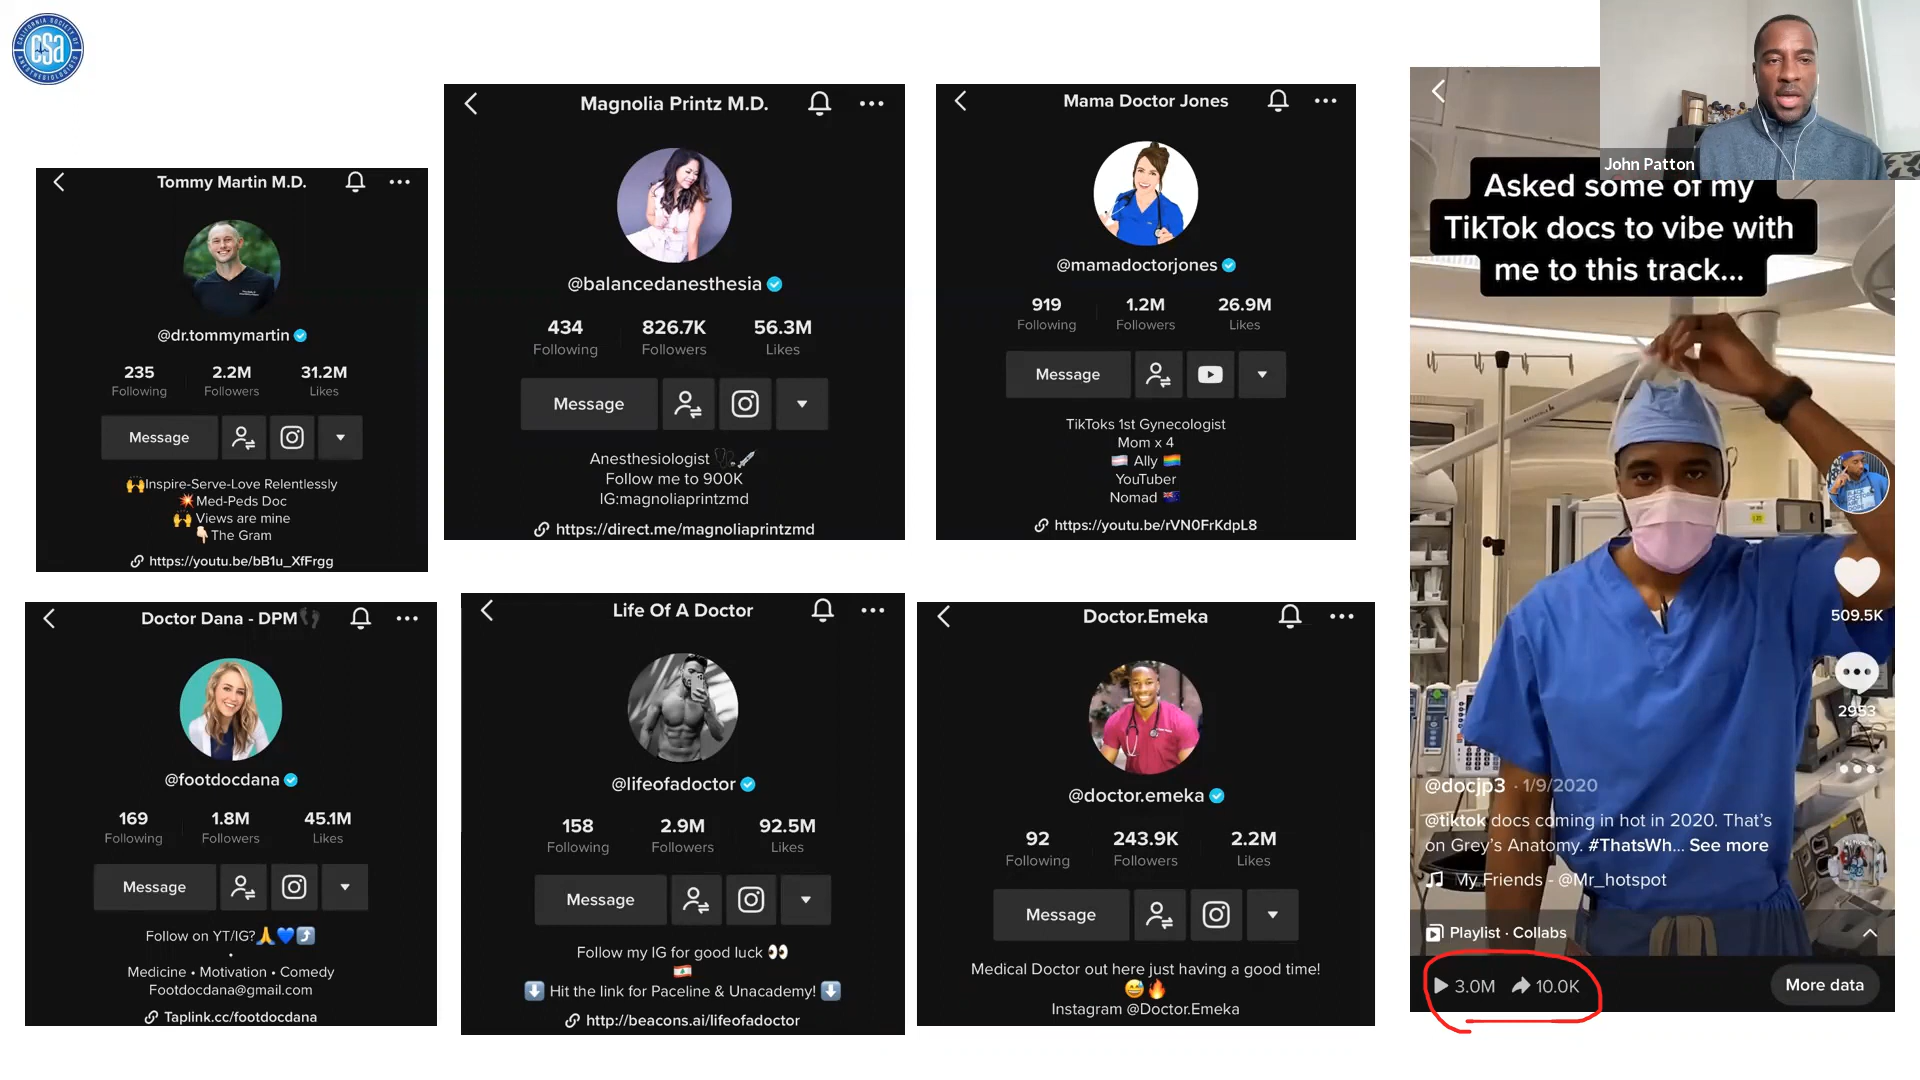 CALIFORNIA SOCIETY OF ANESTHESIOLOGISTS
csa
Tommy Martin M.D.
@dr.tommymartin
235 2.2M 31.2M
Following Followers Likes
Message
🙌Inspire-Serve-Love Relentlessly
💥Med-Peds Doc
🙌 Views are mine
👇🏻The Gram
https://youtu.be/bB1u_XfFrgg
Magnolia Printz M.D.
@balancedanesthesia
434 826.7K 56.3M
Following Followers Likes
Message
Anesthesiologist 🩺💉
Follow me to 900K
IG:magnoliaprintzmd
https://direct.me/magnoliaprintzmd
Mama Doctor Jones
@mamadoctorjones
919 1.2M 26.9M
Following Followers Likes
Message
TikToks 1st Gynecologist
Mom x 4
🏳️‍⚧️ Ally 🏳️‍🌈
YouTuber
Nomad 🇳🇿
https://youtu.be/rVN0FrKdpL8
Doctor Dana - DPM👣
@footdocdana
169 1.8M 45.1M
Following Followers Likes
Message
Follow on YT/IG?🙏💙⤴️
•
Medicine • Motivation • Comedy
Footdocdana@gmail.com
Taplink.cc/footdocdana
Life Of A Doctor
@lifeofadoctor
158 2.9M 92.5M
Following Followers Likes
Message
Follow my IG for good luck 👀
🇱🇧
⬇️ Hit the link for Paceline & Unacademy! ⬇️
http://beacons.ai/lifeofadoctor
Doctor.Emeka
@doctor.emeka
92 243.9K 2.2M
Following Followers Likes
Message
Medical Doctor out here just having a good time!
😅🔥
Instagram @Doctor.Emeka
John Patton
Asked some of my
TikTok docs to vibe with
me to this track...
509.5K
2953
@docjp3 · 1/9/2020
@tiktok docs coming in hot in 2020. That's
on Grey's Anatomy. #ThatsWh... See more
My Friends - @Mr_hotspot
Playlist · Collabs
3.0M 10.0K
More data